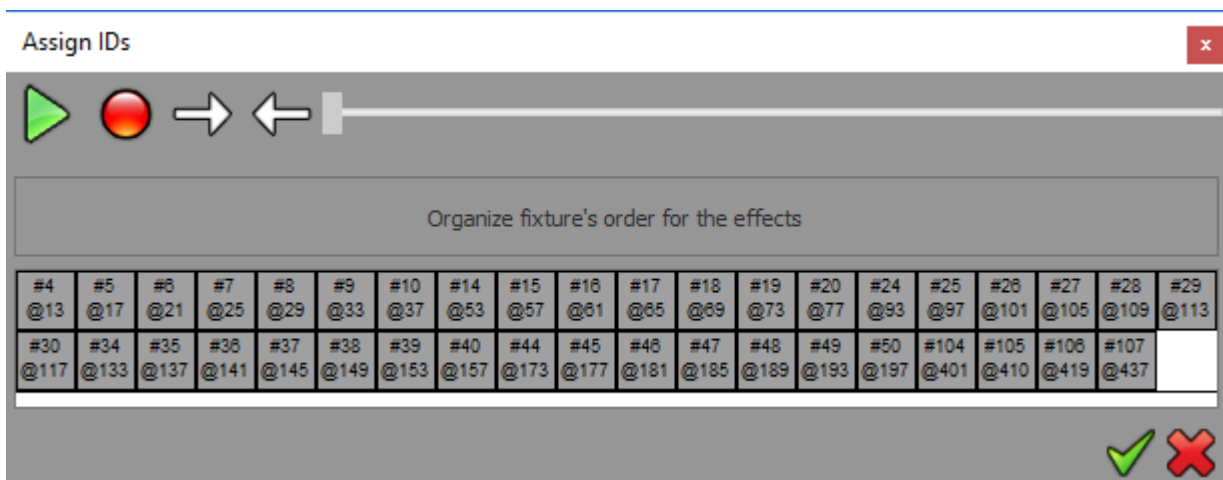 Assign IDs
x
Organize fixture's order for the effects
#4 #5 #6 #7 #8 #9 #10 #14 #15 #16 #17 #18 #19 #20 #24 #25 #26 #27 #28 #29
@13 @17 @21 @25 @29 @33 @37 @53 @57 @61 @65 @69 @73 @77 @93 @97 @101 @105 @109 @113
#30 #34 #35 #36 #37 #38 #39 #40 #44 #45 #46 #47 #48 #49 #50 #104 #105 #106 #107
@117 @133 @137 @141 @145 @149 @153 @157 @173 @177 @181 @185 @189 @193 @197 @401 @410 @419 @437